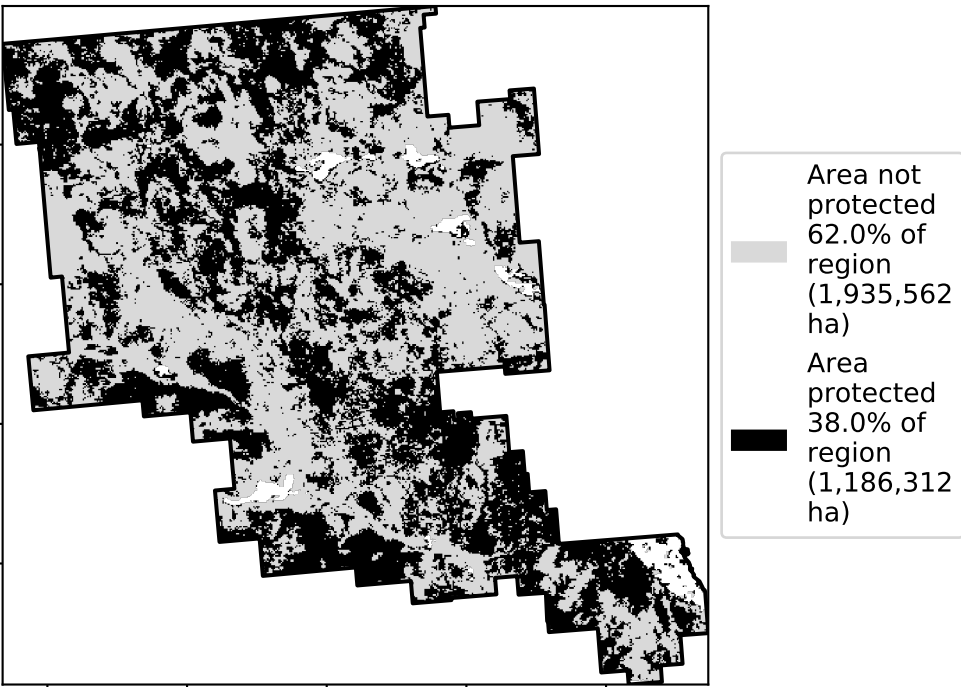 Area not
protected
62.0% of
region
(1,935,562
ha)
Area
protected
38.0% of
region
(1,186,312
ha)